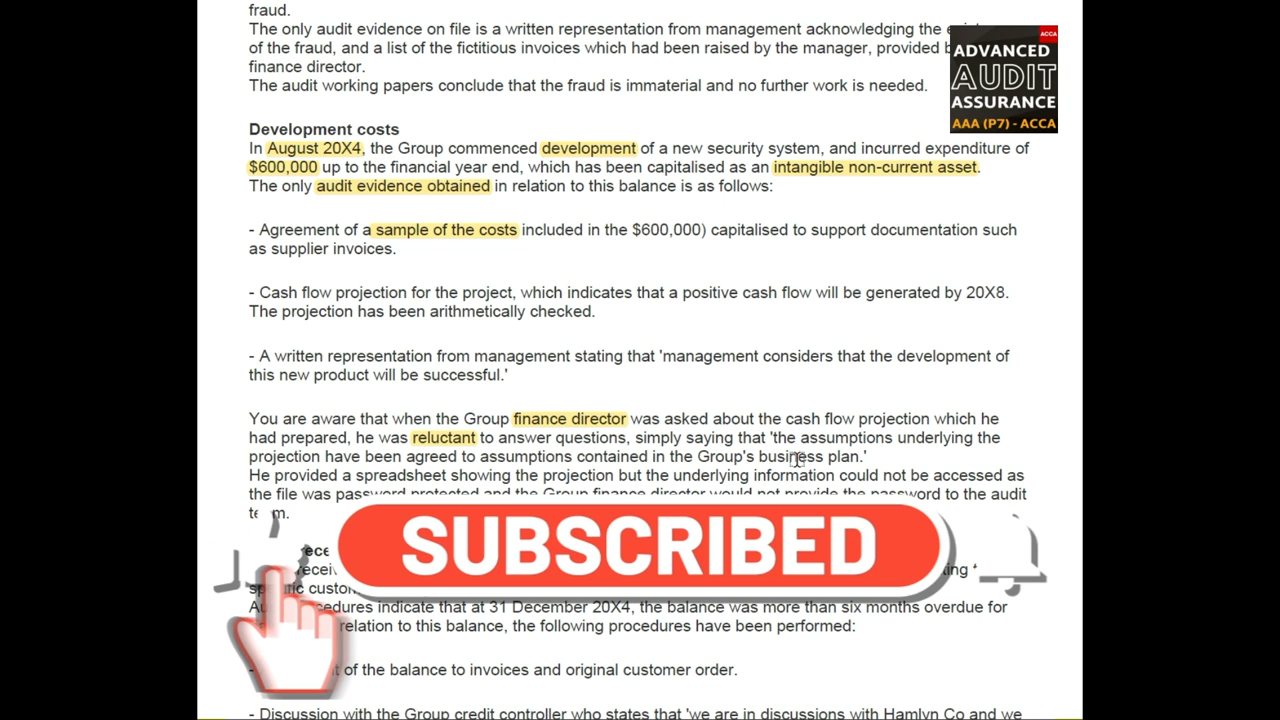 fraud.
The only audit evidence on file is a written representation from management acknowledging the
of the fraud, and a list of the fictitious invoices which had been raised by the manager, provided
finance director.
The audit working papers conclude that the fraud is immaterial and no further work is needed.
ACCA
ADVANCED
AUDIT
ASSURANCE
AAA (P7) - ACCA
Development costs
In August 20X4, the Group commenced development of a new security system, and incurred expenditure of
$600,000 up to the financial year end, which has been capitalised as an intangible non-current asset.
The only audit evidence obtained in relation to this balance is as follows:
- Agreement of a sample of the costs included in the $600,000) capitalised to support documentation such
as supplier invoices.
- Cash flow projection for the project, which indicates that a positive cash flow will be generated by 20X8.
The projection has been arithmetically checked.
- A written representation from management stating that 'management considers that the development of
this new product will be successful.'
You are aware that when the Group finance director was asked about the cash flow projection which he
had prepared, he was reluctant to answer questions, simply saying that 'the assumptions underlying the
projection have been agreed to assumptions contained in the Group's business plan.'
He provided a spreadsheet showing the projection but the underlying information could not be accessed as
the file was password protected and the Group finance director would not provide the password to the audit
SUBSCRIBED
indicate that at 31 December 20X4, the balance was more than six months overdue for
relation to this balance, the following procedures have been performed:
of the balance to invoices and original customer order.
- Discussion with the Group credit controller who states that 'we are in discussions with Hamlyn Co and we